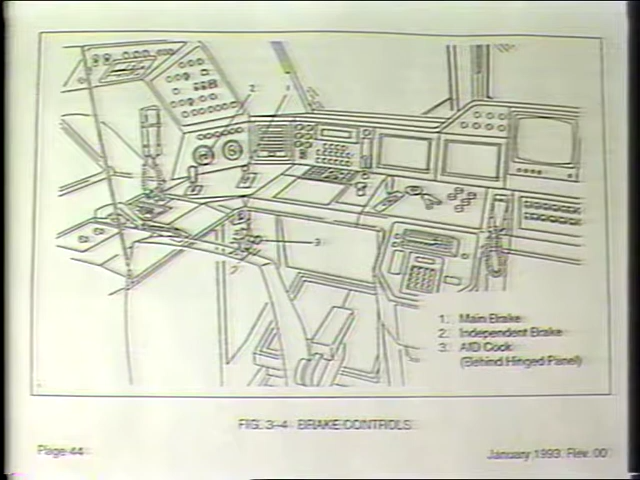 2
1
3
1. Main Brake
2. Independent Brake
3. A/D Cock
(Behind Hinged Panel)
FIG. 3-4 BRAKE CONTROLS
Page 44
January 1993 Rev. 00